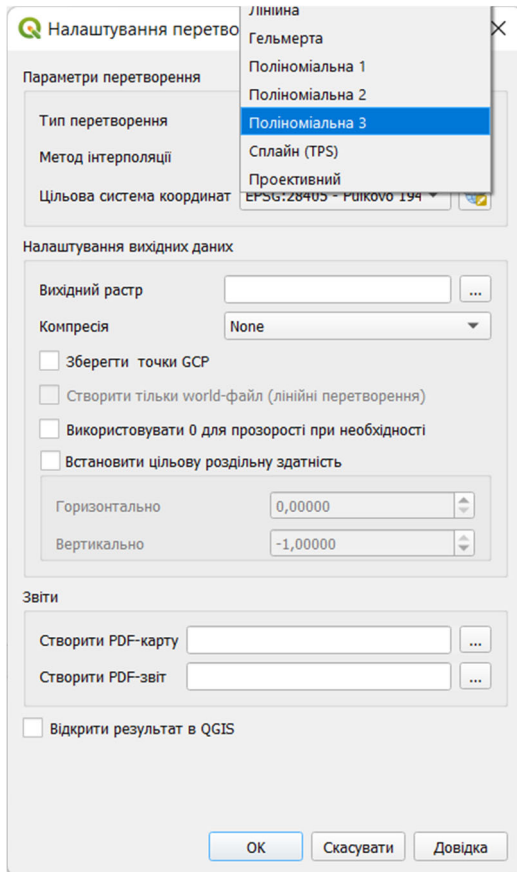 Лінійна
Налаштування перетво
Гельмерта
Поліноміальна 1
Параметри перетворення
Поліноміальна 2
Тип перетворення
Поліноміальна 3
Метод інтерполяції
Сплайн (TPS)
Проективний
Цільова система координат EPSG:28405 - Pulkovo 194
Налаштування вихідних даних
Вихідний растр ...
Компресія None
Зберегти точки GCP
Створити тільки world-файл (лінійні перетворення)
Використовувати 0 для прозорості при необхідності
Встановити цільову роздільну здатність
Горизонтально 0,00000
Вертикально -1,00000
Звіти
Створити PDF-карту ...
Створити PDF-звіт ...
Відкрити результат в QGIS
OK Скасувати Довідка